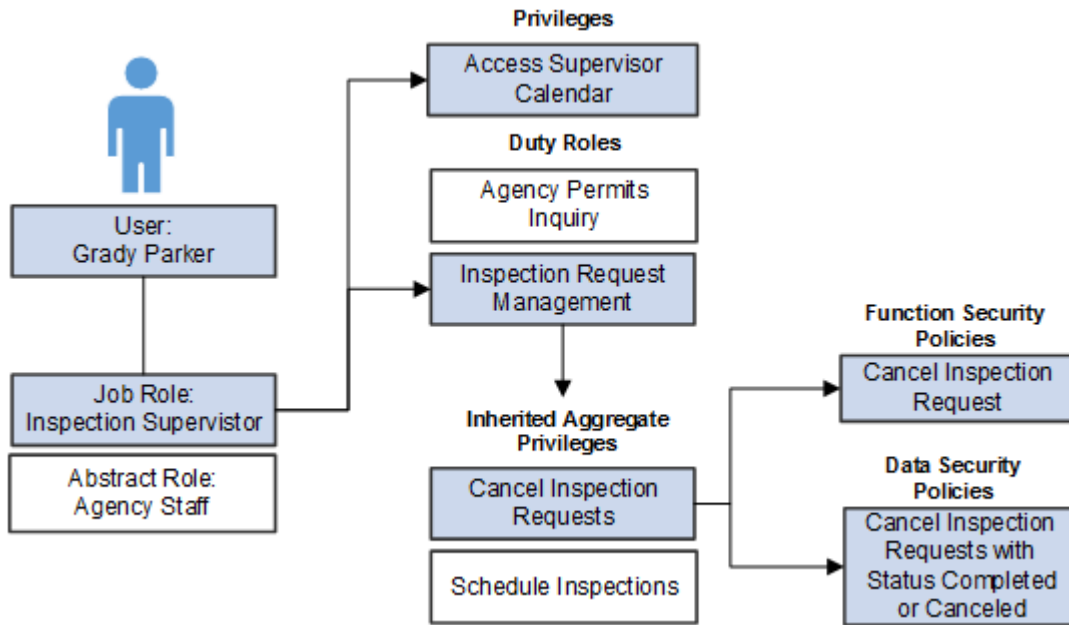 Privileges
Access Supervisor
Calendar
Duty Roles
Agency Permits
Inquiry
User:
Grady Parker
Inspection Request
Management
Function Security
Policies
Job Role:
Inspection Supervistor
Cancel Inspection
Request
Inherited Aggregate
Privileges
Abstract Role:
Agency Staff
Data Security
Policies
Cancel Inspection
Requests
Cancel Inspection
Requests with
Status Completed
or Canceled
Schedule Inspections